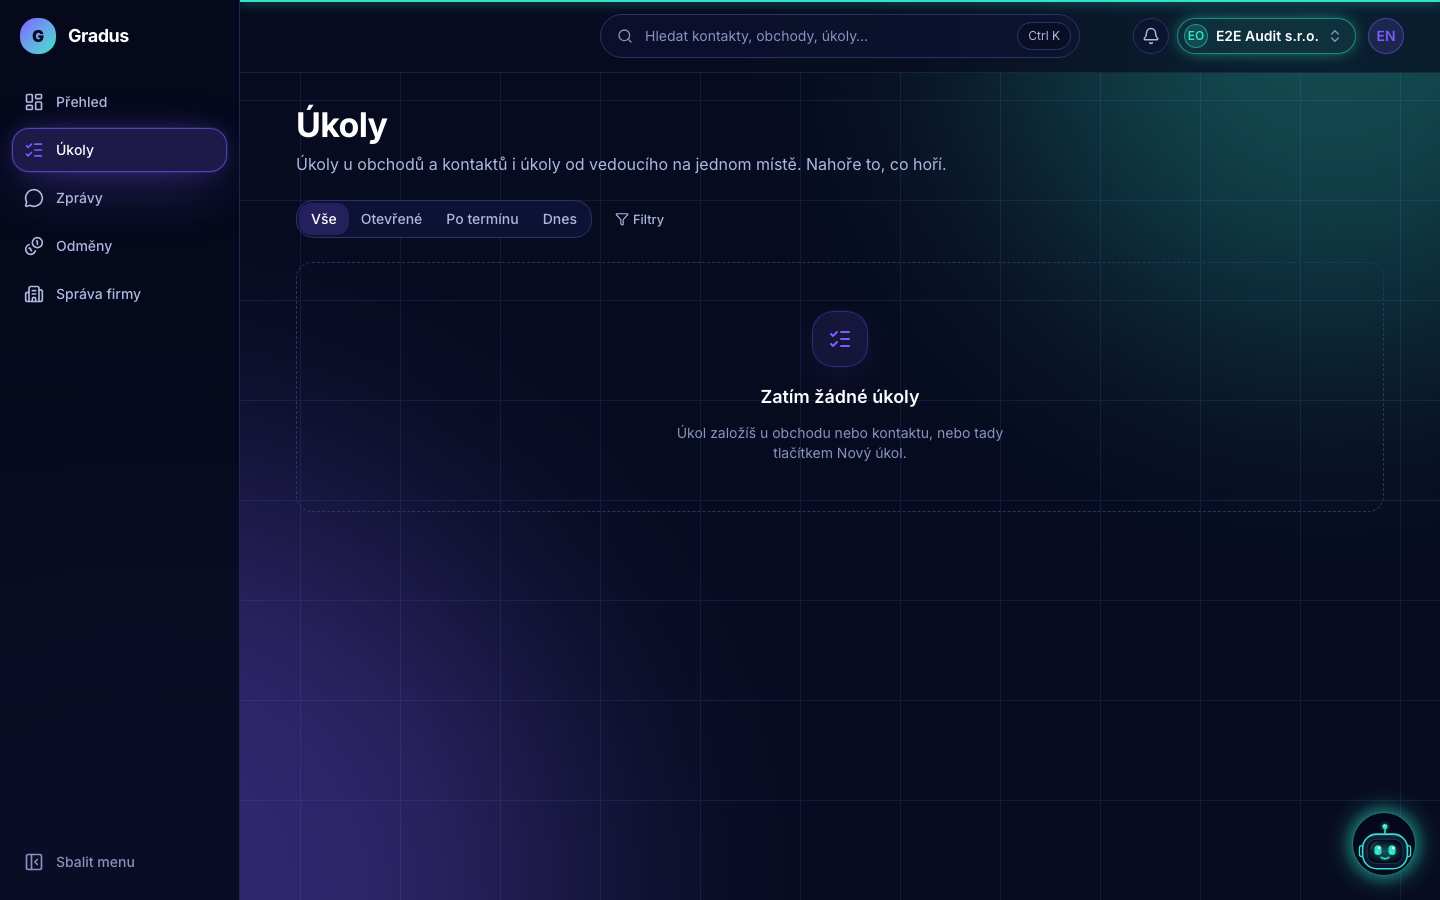 G Gradus
Hledat kontakty, obchody, úkoly...
Ctrl K
EO E2E Audit s.r.o.
EN
Přehled
Úkoly
Zprávy
Odměny
Správa firmy
Sbalit menu
Úkoly
Úkoly u obchodů a kontaktů i úkoly od vedoucího na jednom místě. Nahoře to, co hoří.
Vše Otevřené Po termínu Dnes Filtry
Zatím žádné úkoly
Úkol založíš u obchodu nebo kontaktu, nebo tady
tlačítkem Nový úkol.